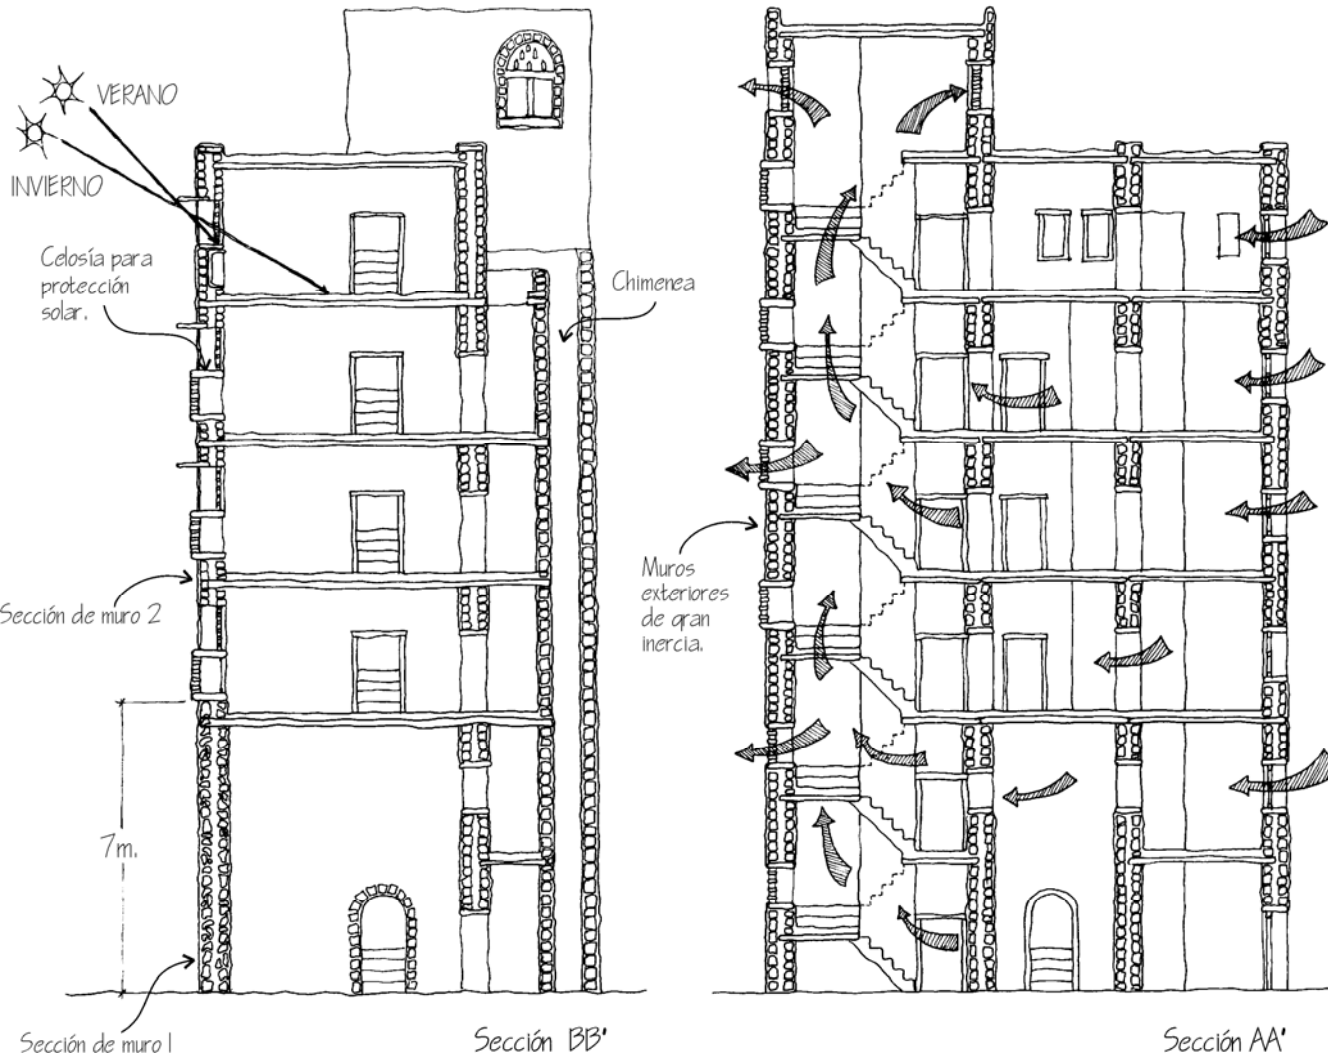 VERANO
INVIERNO
Celosía para
protección
solar.
Chimenea
Sección de muro 2
7m.
Sección de muro 1
Sección BB'
Muros
exteriores
de gran
inercia.
Sección AA'